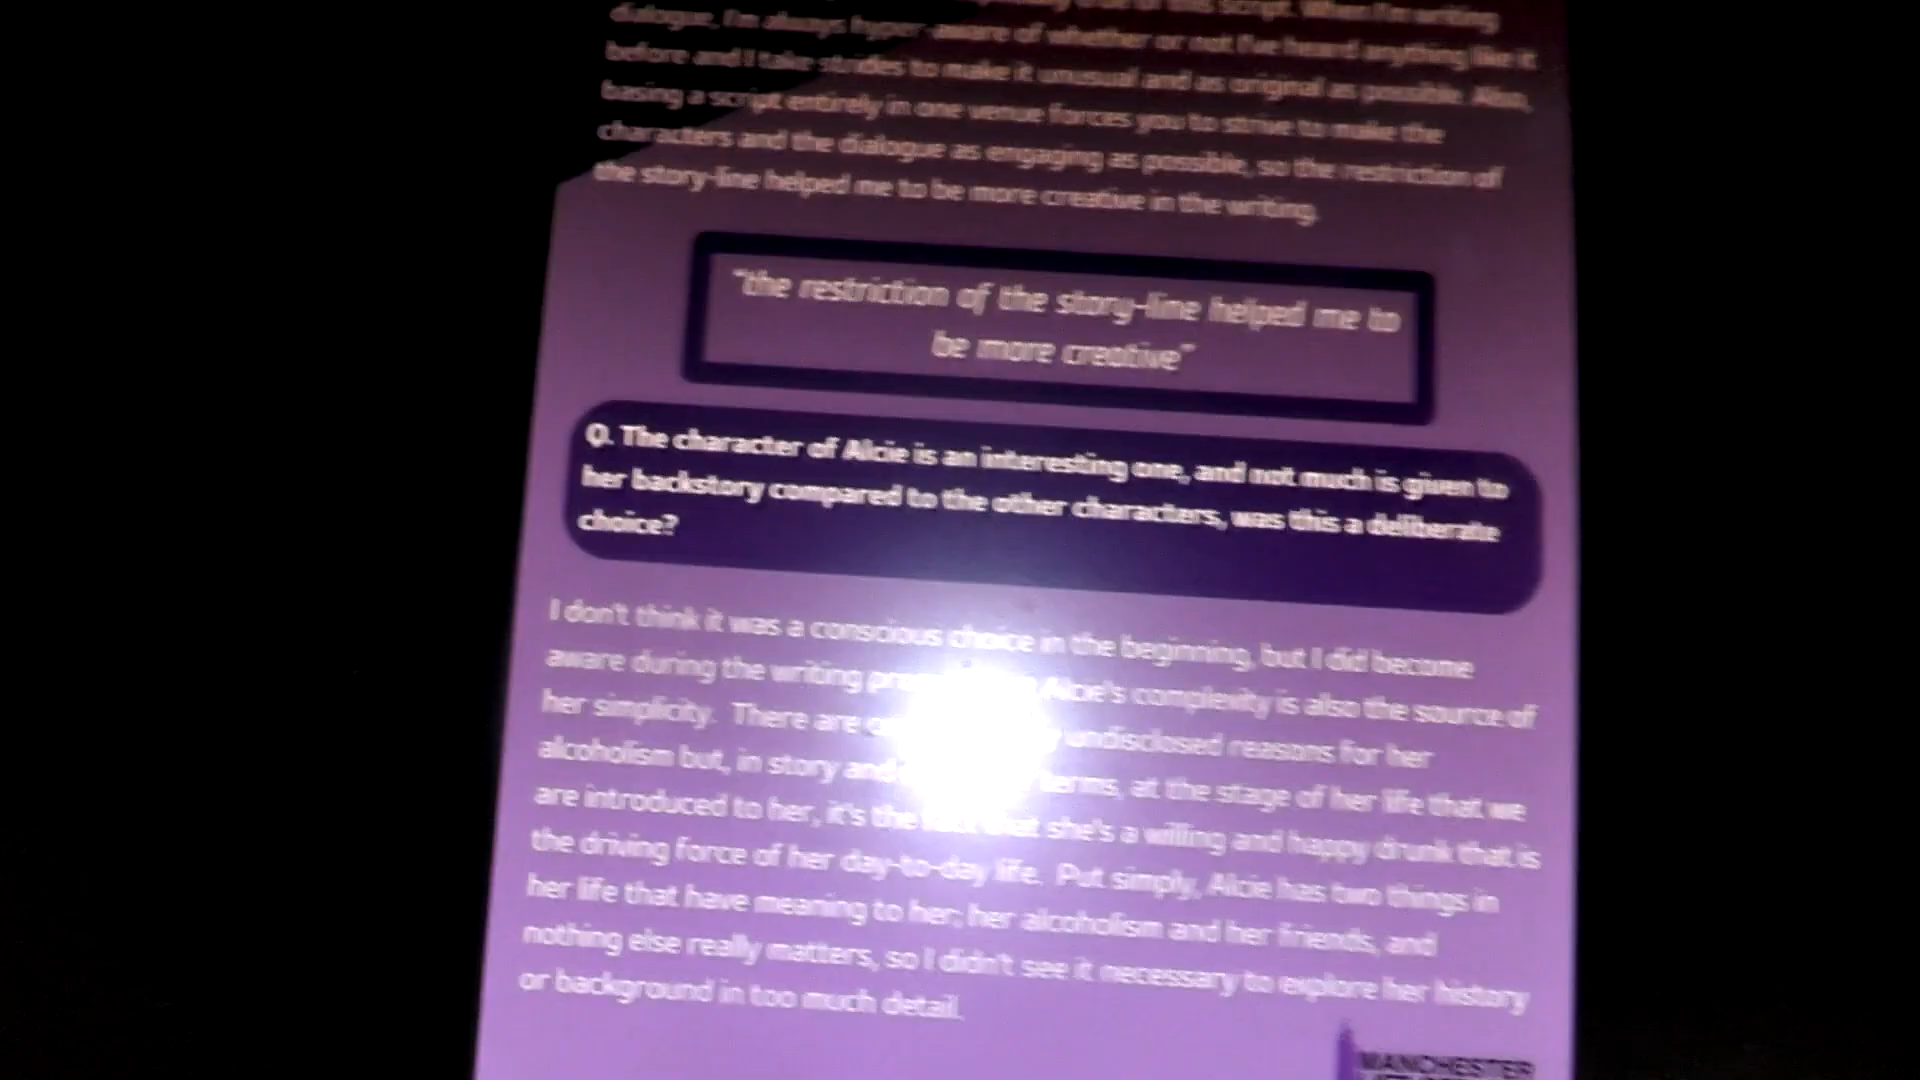 of this script. When I'm writing
dialogue, I'm always hyper aware of whether or not I've heard anything like it
before and I take strides to make it unusual and as original as possible. Also,
basing a script entirely in one venue forces you to strive to make the
characters and the dialogue as engaging as possible, so the restriction of
the story-line helped me to be more creative in the writing.
"the restriction of the story-line helped me to
be more creative"
Q. The character of Alcie is an interesting one, and not much is given to
her backstory compared to the other characters, was this a deliberate
choice?
I don't think it was a conscious choice in the beginning, but I did become
aware during the writing Alcie's complexity is also the source of
her simplicity. There are undisclosed reasons for her
alcoholism but, in story and terms, at the stage of her life that we
are introduced to her, it's the she's a willing and happy drunk that is
the driving force of her day-to-day life. Put simply, Alcie has two things in
her life that have meaning to her; her alcoholism and her friends, and
nothing else really matters, so I didn't see it necessary to explore her history
or background in too much detail.
MANCHESTER